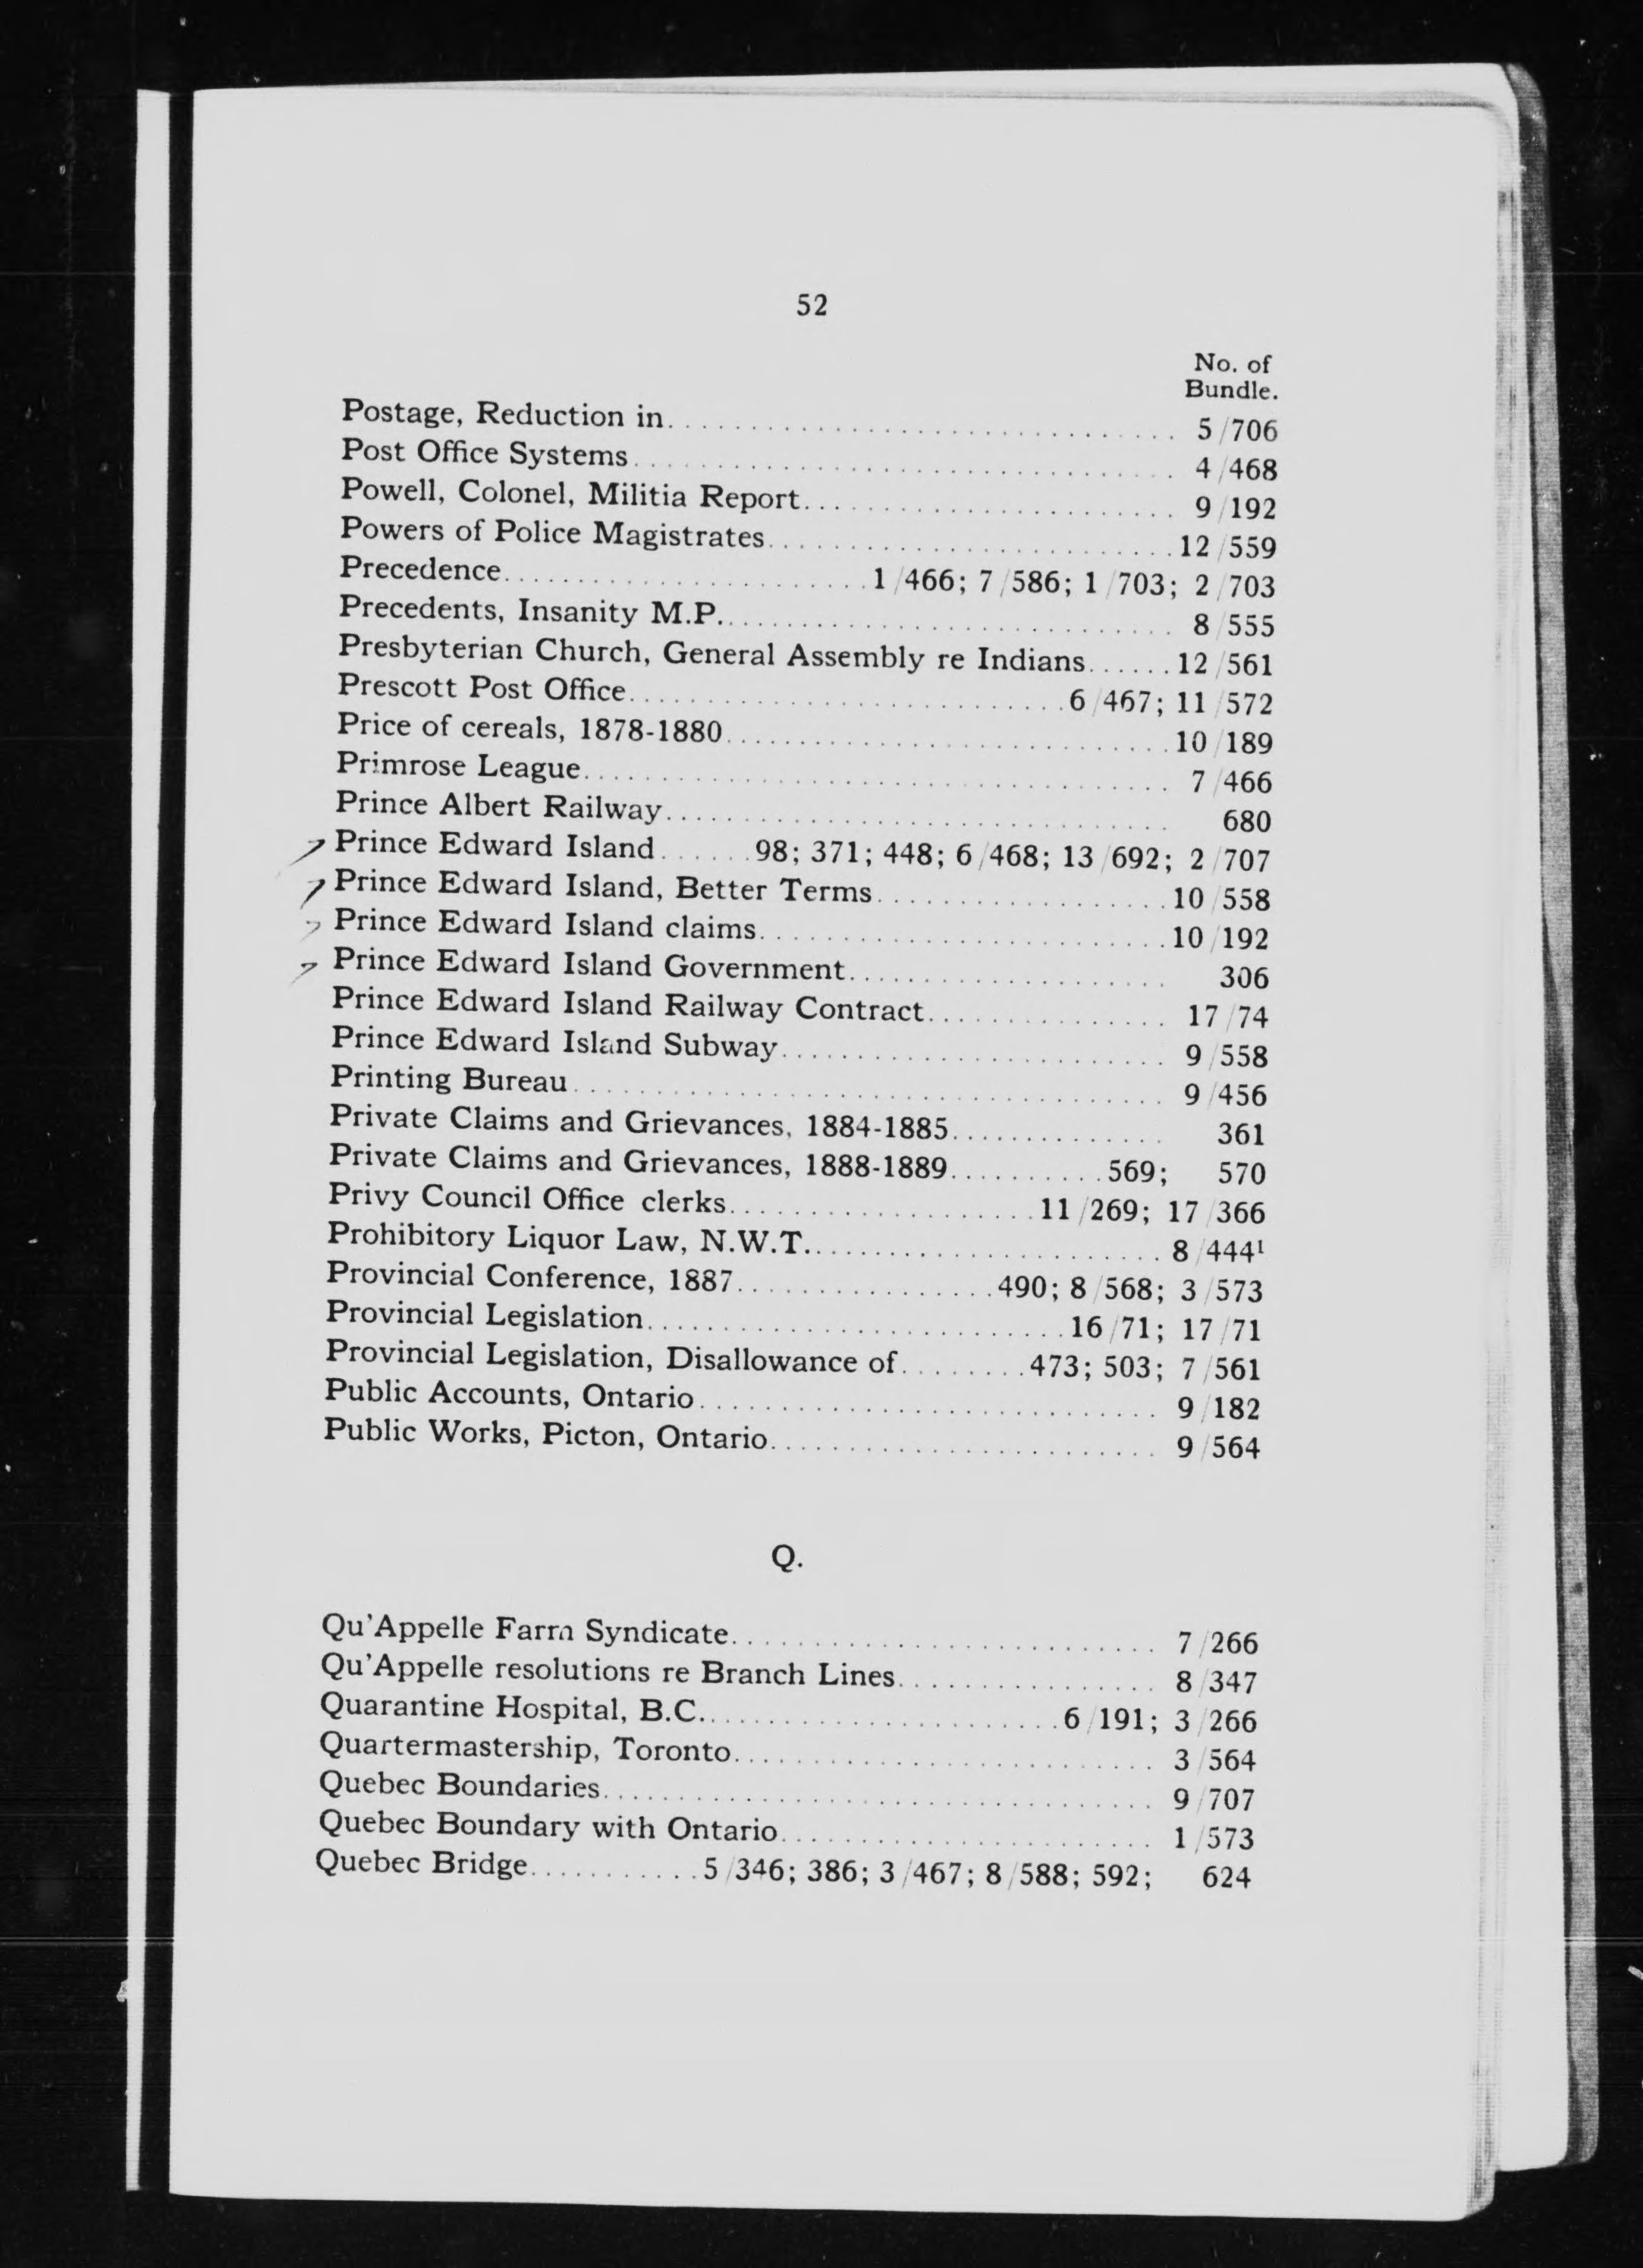 52
No. of
Bundle.
Postage, Reduction in.............................. 5/706
Post Office Systems................................ 4/468
Powell, Colonel, Militia Report...................... 9/192
Powers of Police Magistrates........................12/559
Precedence......................1/466; 7/586; 1/703; 2/703
Precedents, Insanity M.P............................ 8/555
Presbyterian Church, General Assembly re Indians......12/561
Prescott Post Office..........................6/467; 11/572
Price of cereals, 1878-1880..........................10/189
Primrose League................................... 7/466
Prince Albert Railway.............................. 680
Prince Edward Island......98; 371; 448; 6/468; 13/692; 2/707
Prince Edward Island, Better Terms..................10/558
Prince Edward Island claims.........................10/192
Prince Edward Island Government.................... 306
Prince Edward Island Railway Contract............... 17/74
Prince Edward Island Subway....................... 9/558
Printing Bureau................................... 9/456
Private Claims and Grievances, 1884-1885............. 361
Private Claims and Grievances, 1888-1889..........569; 570
Privy Council Office clerks...................11/269; 17/366
Prohibitory Liquor Law, N.W.T...................... 8/444¹
Provincial Conference, 1887................490; 8/568; 3/573
Provincial Legislation.........................16/71; 17/71
Provincial Legislation, Disallowance of........473; 503; 7/561
Public Accounts, Ontario........................... 9/182
Public Works, Picton, Ontario....................... 9/564
Q.
Qu'Appelle Farm Syndicate.......................... 7/266
Qu'Appelle resolutions re Branch Lines................ 8/347
Quarantine Hospital, B.C......................6/191; 3/266
Quartermastership, Toronto......................... 3/564
Quebec Boundaries................................. 9/707
Quebec Boundary with Ontario...................... 1/573
Quebec Bridge...........5/346; 386; 3/467; 8/588; 592; 624